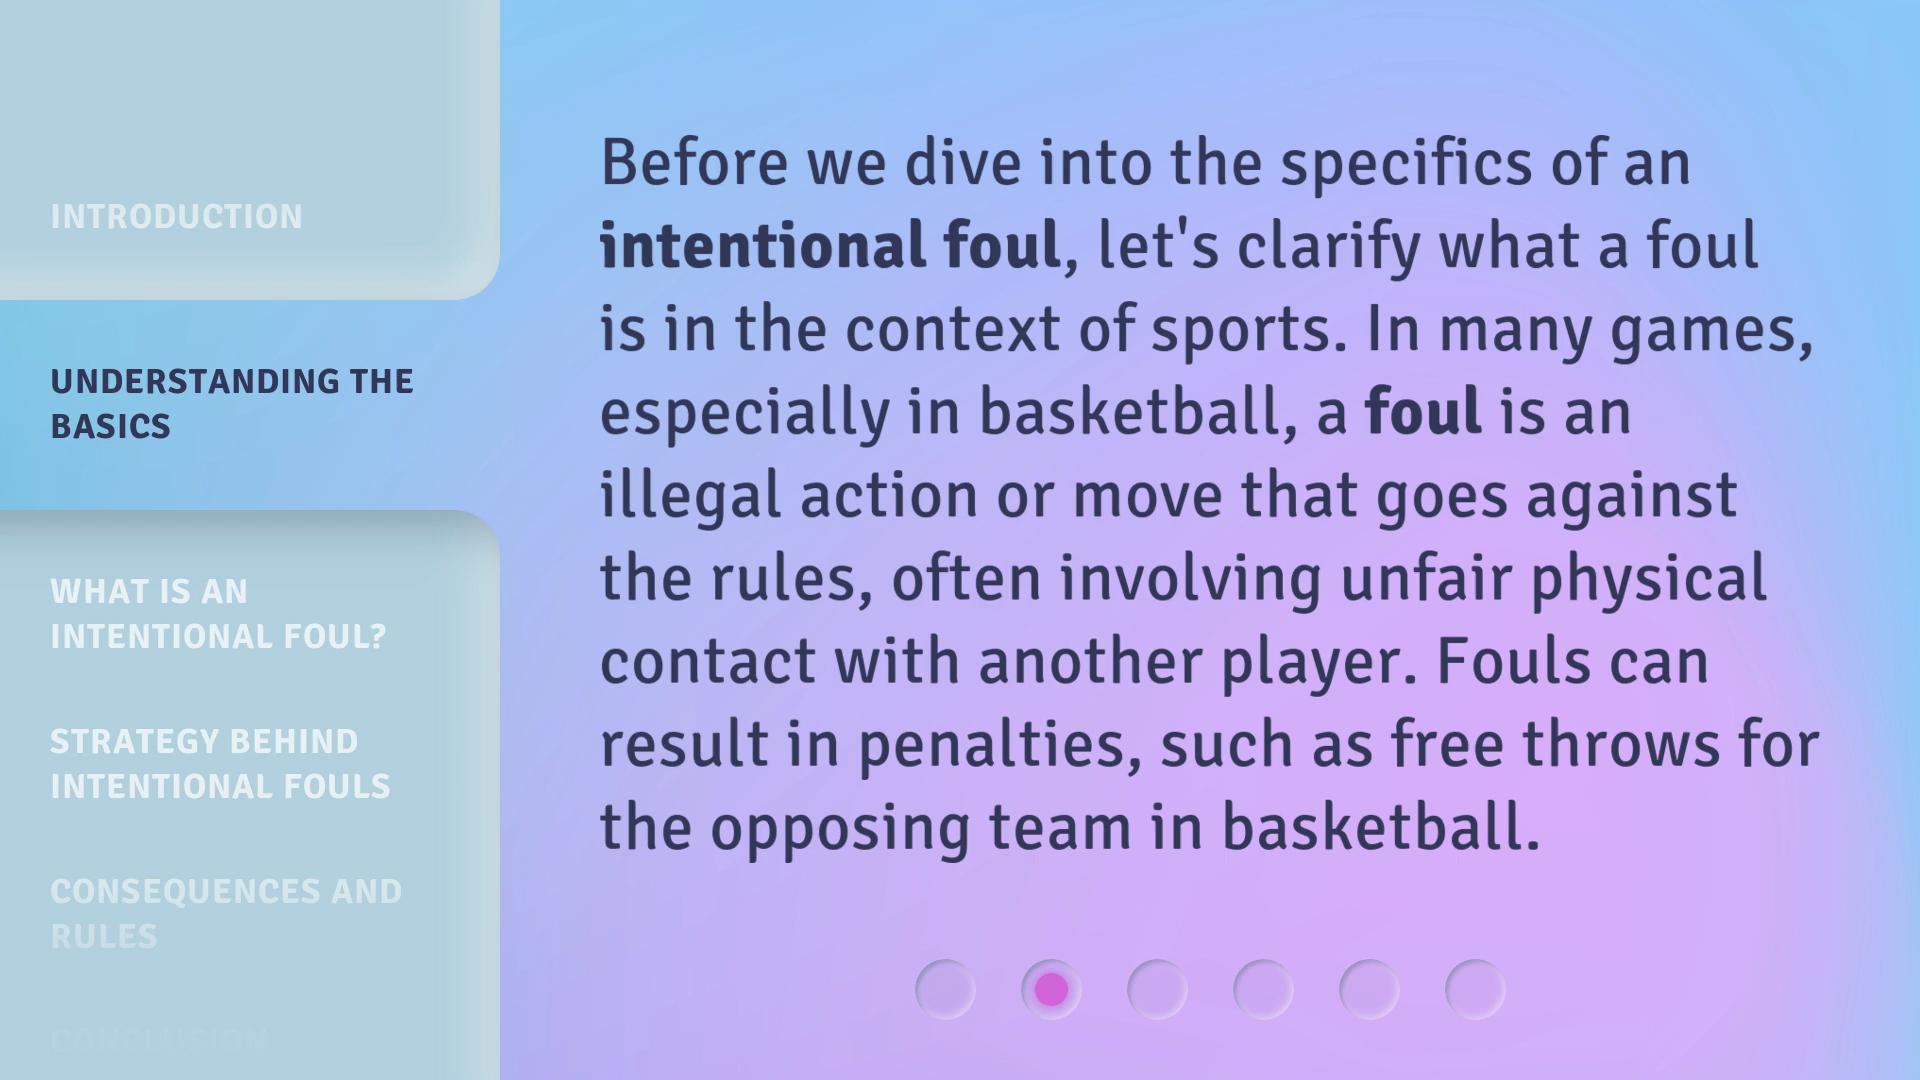 INTRODUCTION
UNDERSTANDING THE
BASICS
WHAT IS AN
INTENTIONAL FOUL?
STRATEGY BEHIND
INTENTIONAL FOULS
CONSEQUENCES AND
RULES
CONCLUSION
Before we dive into the specifics of an
intentional foul, let's clarify what a foul
is in the context of sports. In many games,
especially in basketball, a foul is an
illegal action or move that goes against
the rules, often involving unfair physical
contact with another player. Fouls can
result in penalties, such as free throws for
the opposing team in basketball.